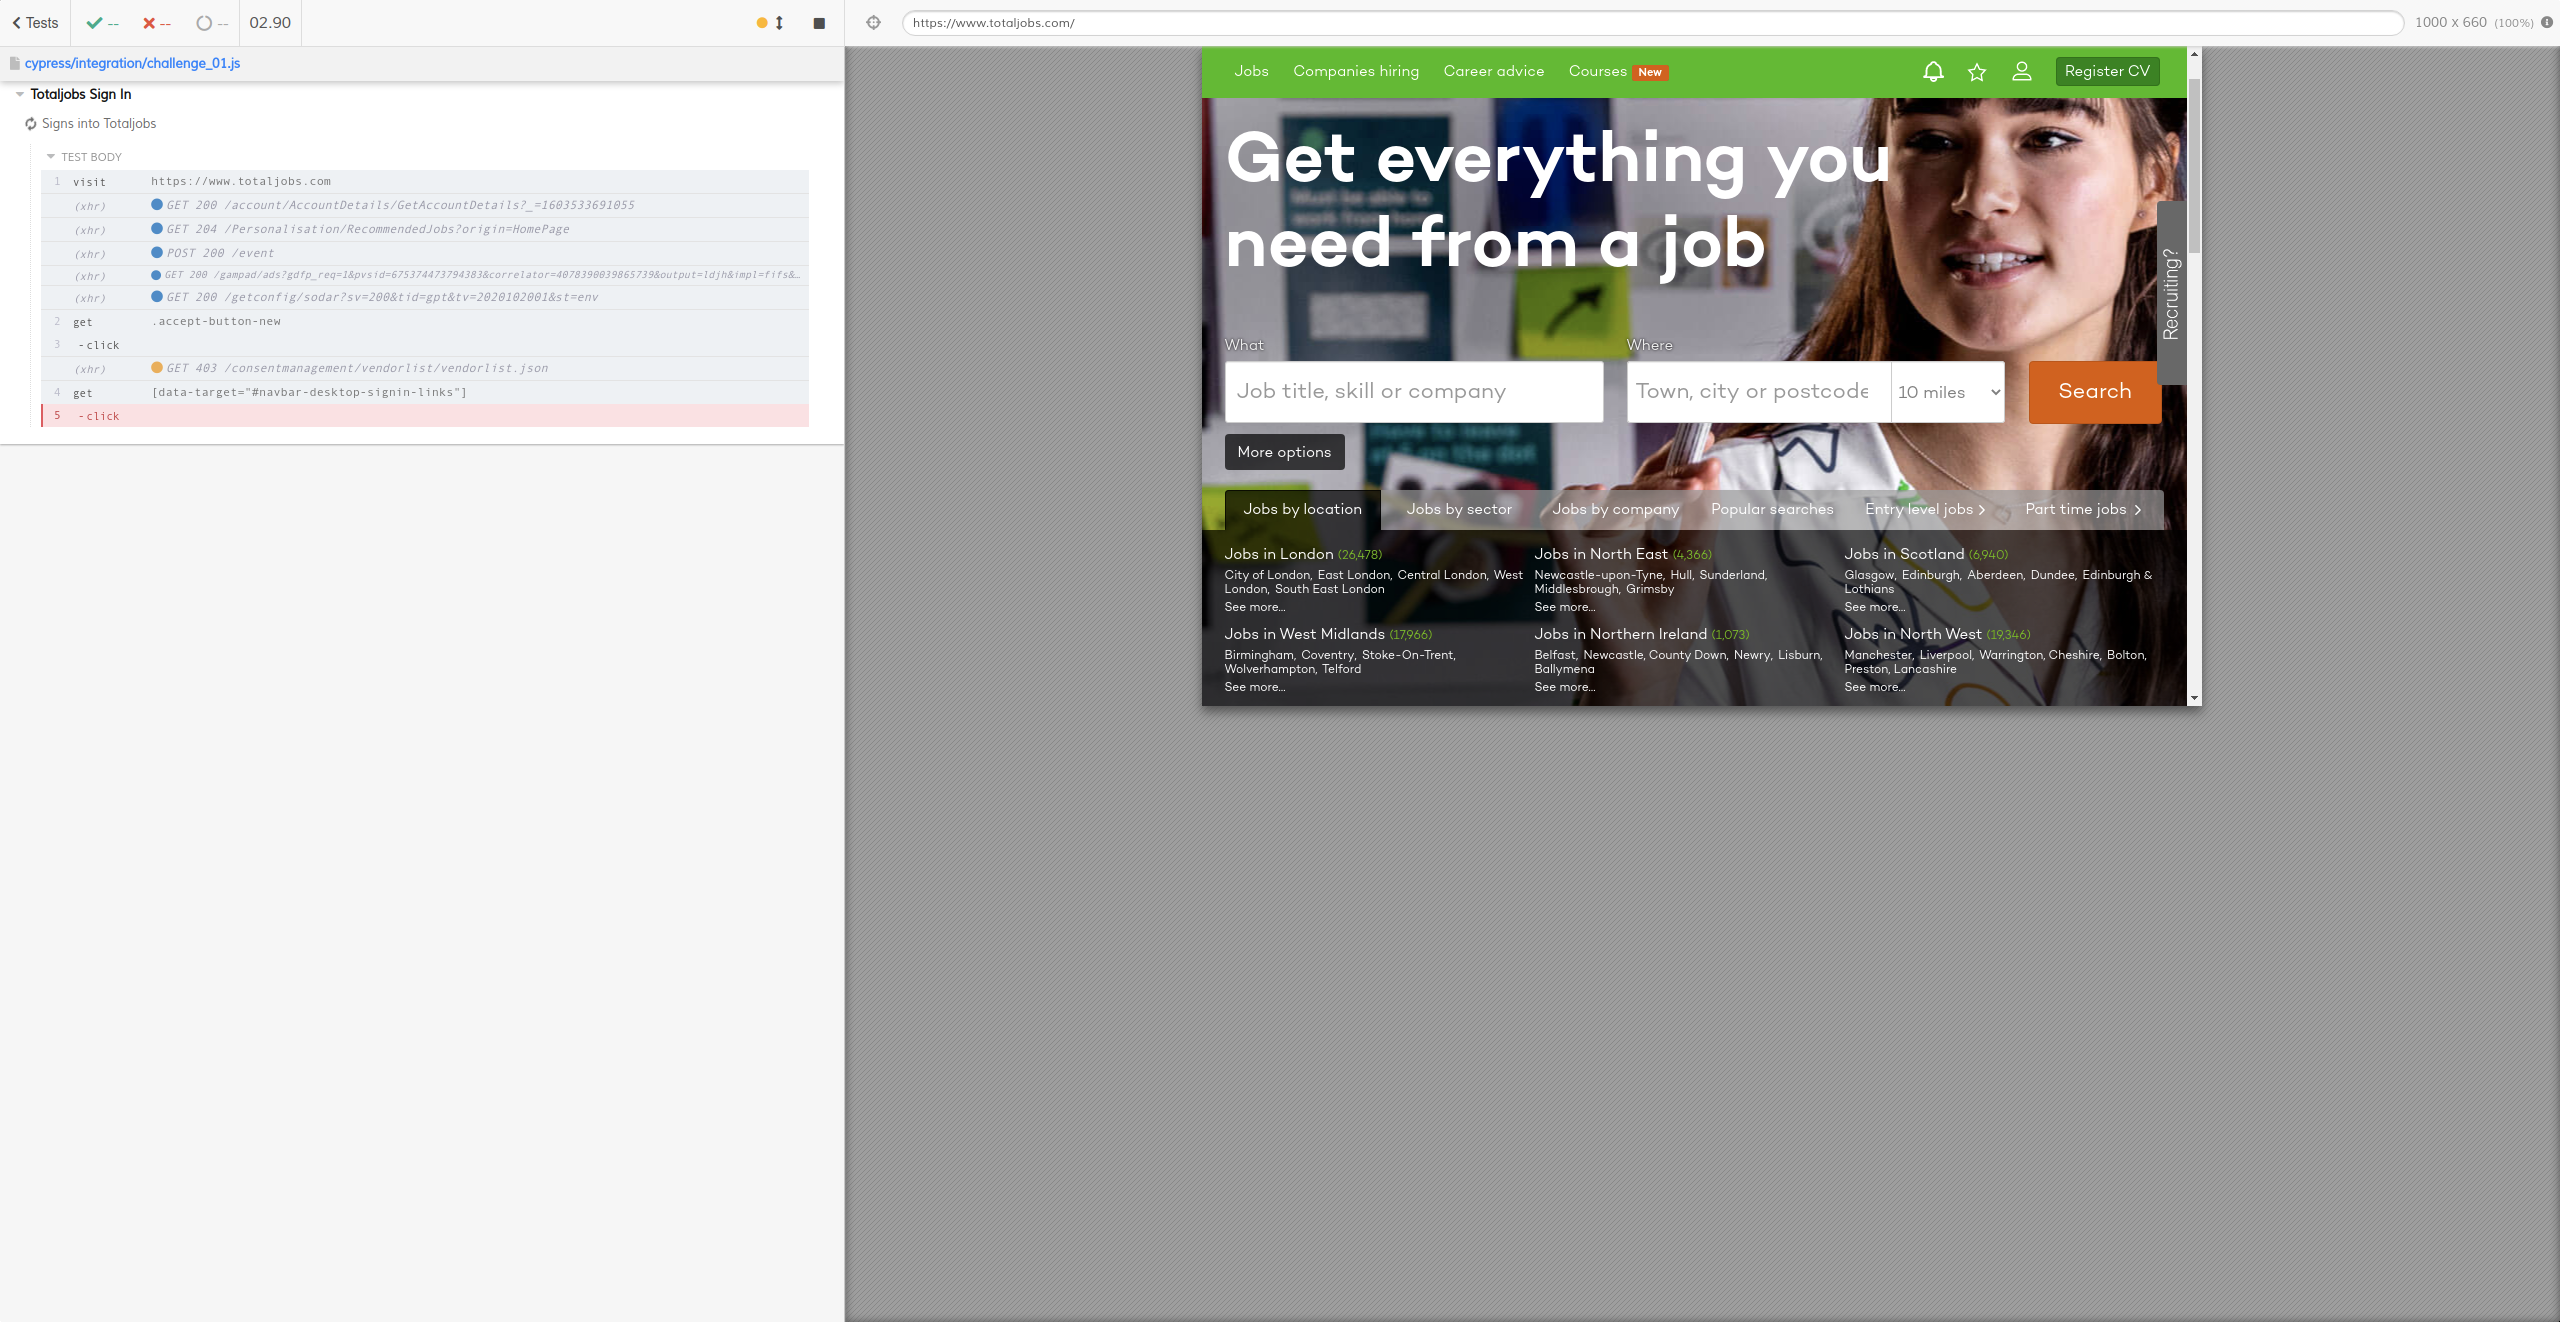 Tests -- -- -- 02.90
cypress/integration/challenge_01.js
Totaljobs Sign In
Signs into Totaljobs
TEST BODY
1 visit https://www.totaljobs.com
(xhr) GET 200 /account/AccountDetails/GetAccountDetails?_=1603533691055
(xhr) GET 204 /Personalisation/RecommendedJobs?origin=HomePage
(xhr) POST 200 /event
(xhr) GET 200 /gampad/ads?gdfp_req=1&pvsid=675374473794383&correlator=4078390039865739&output=ldjh&impl=fifs&…
(xhr) GET 200 /getconfig/sodar?sv=200&tid=gpt&tv=2020102001&st=env
2 get .accept-button-new
3 -click
(xhr) GET 403 /consentmanagement/vendorlist/vendorlist.json
4 get [data-target="#navbar-desktop-signin-links"]
5 -click
https://www.totaljobs.com/ 1000 x 660 (100%)
Jobs Companies hiring Career advice Courses New Register CV
Get everything you
need from a job
Recruiting?
What Where
Job title, skill or company Town, city or postcode 10 miles Search
More options
Jobs by location Jobs by sector Jobs by company Popular searches Entry level jobs Part time jobs
Jobs in London (26,478) Jobs in North East (4,366) Jobs in Scotland (6,940)
City of London, East London, Central London, West Newcastle-upon-Tyne, Hull, Sunderland, Glasgow, Edinburgh, Aberdeen, Dundee, Edinburgh &
London, South East London Middlesbrough, Grimsby Lothians
See more... See more... See more...
Jobs in West Midlands (17,966) Jobs in Northern Ireland (1,073) Jobs in North West (19,346)
Birmingham, Coventry, Stoke-On-Trent, Belfast, Newcastle, County Down, Newry, Lisburn, Manchester, Liverpool, Warrington, Cheshire, Bolton,
Wolverhampton, Telford Ballymena Preston, Lancashire
See more... See more... See more...